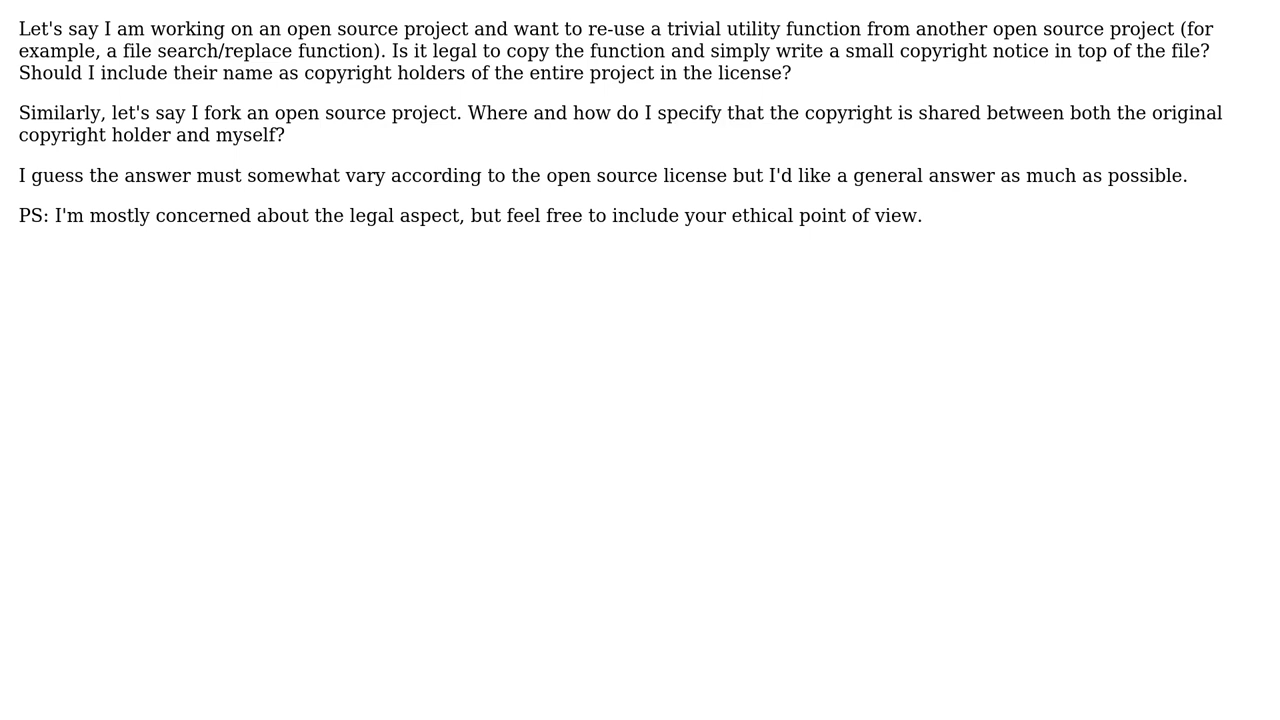 Let's say I am working on an open source project and want to re-use a trivial utility function from another open source project (for
example, a file search/replace function). Is it legal to copy the function and simply write a small copyright notice in top of the file?
Should I include their name as copyright holders of the entire project in the license?
Similarly, let's say I fork an open source project. Where and how do I specify that the copyright is shared between both the original
copyright holder and myself?
I guess the answer must somewhat vary according to the open source license but I'd like a general answer as much as possible.
PS: I'm mostly concerned about the legal aspect, but feel free to include your ethical point of view.